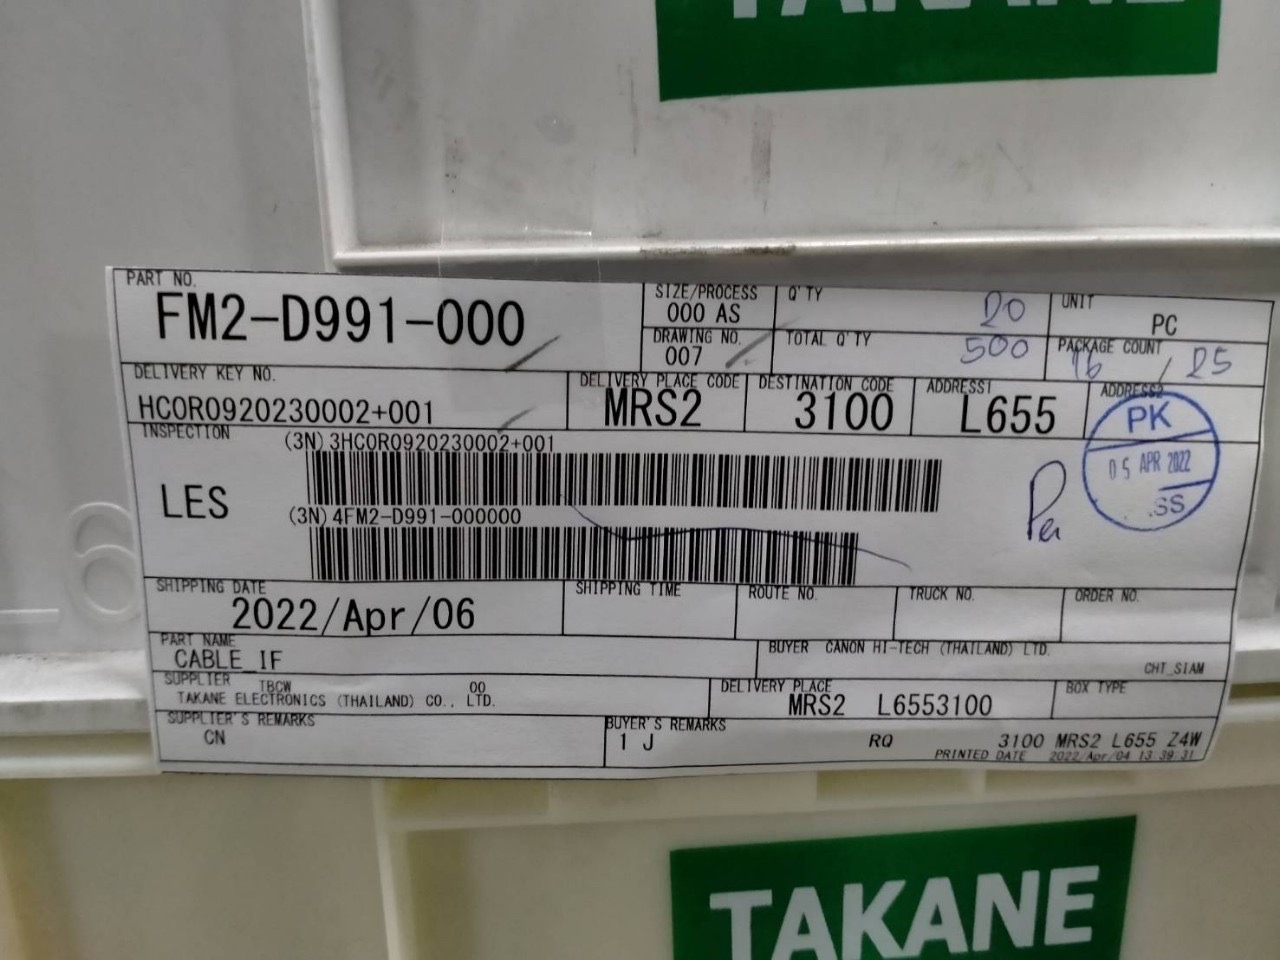 TAKANE
PART NO.
FM2-D991-000
SIZE/PROCESS
000 AS
Q'TY
20
UNIT
PC
DRAWING NO.
007
TOTAL Q'TY
500
PACKAGE COUNT
16 / 25
DELIVERY KEY NO.
HC0R0920230002+001
DELIVERY PLACE CODE
MRS2
DESTINATION CODE
3100
ADDRESS1
L655
ADDRESS2
PK
05 APR 2022
SS
INSPECTION
LES
(3N) 3HC0R0920230002+001
(3N) 4FM2-D991-000000
SHIPPING DATE
2022/Apr/06
SHIPPING TIME
ROUTE NO.
TRUCK NO.
ORDER NO.
PART NAME
CABLE IF
BUYER CANON HI-TECH (THAILAND) LTD.
CHT_SIAM
SUPPLIER TBCW 00
TAKANE ELECTRONICS (THAILAND) CO., LTD.
DELIVERY PLACE
MRS2 L6553100
BOX TYPE
SUPPLIER'S REMARKS
CN
BUYER'S REMARKS
1 J RQ 3100 MRS2 L655 Z4W
PRINTED DATE 2022/Apr/04 13:39:31
TAKANE